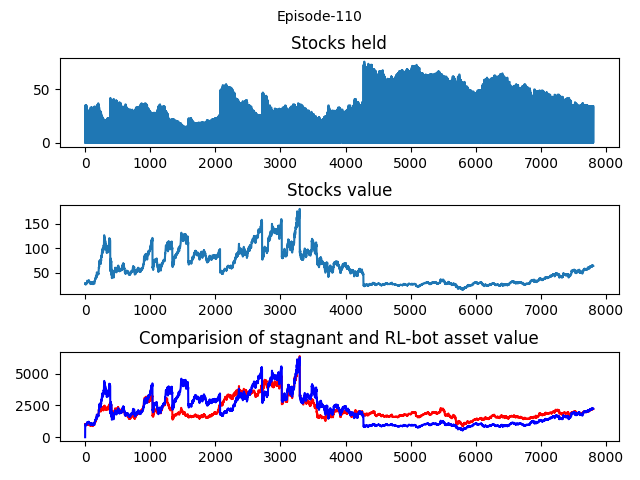 Episode-110
Stocks held
50
0
0 1000 2000 3000 4000 5000 6000 7000 8000
Stocks value
150
100
50
0 1000 2000 3000 4000 5000 6000 7000 8000
Comparision of stagnant and RL-bot asset value
5000
2500
0
0 1000 2000 3000 4000 5000 6000 7000 8000